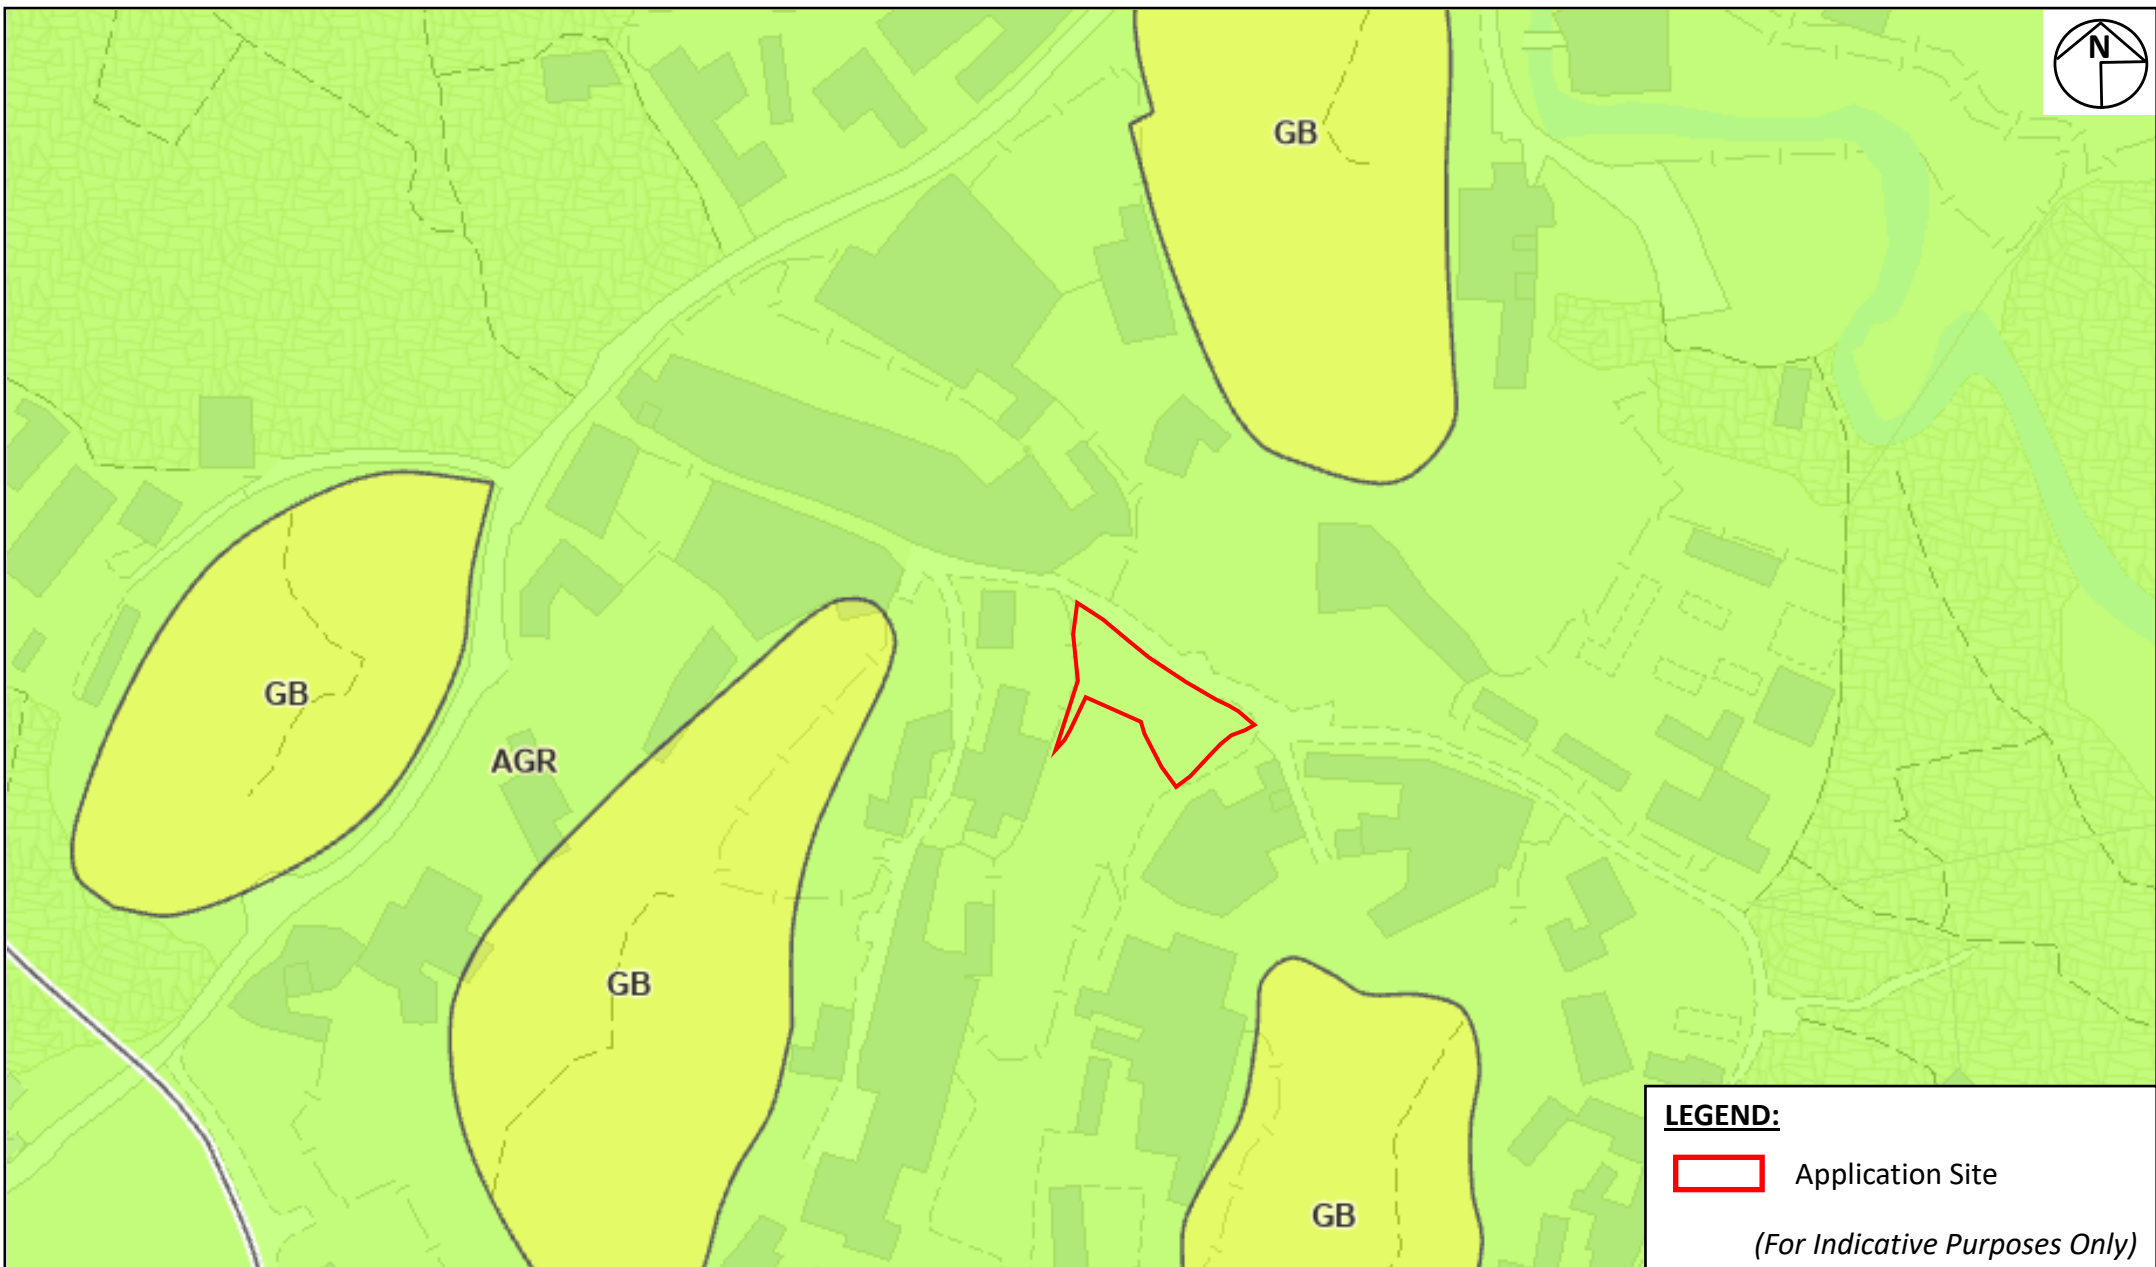 N
GB
GB
AGR
GB
GB
LEGEND:
Application Site
(For Indicative Purposes Only)